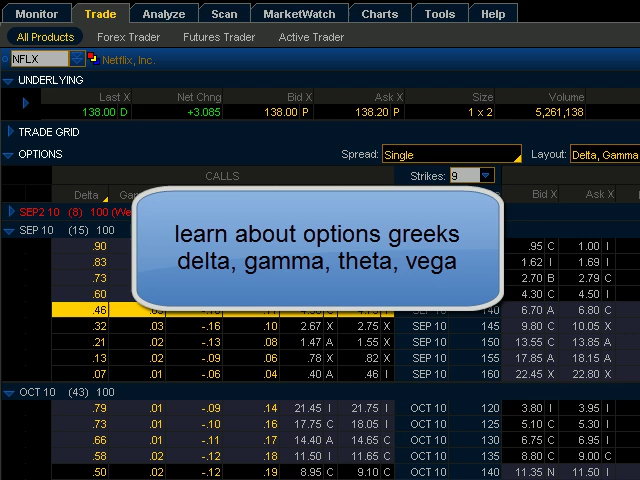 Monitor Trade Analyze Scan MarketWatch Charts Tools Help
All Products Forex Trader Futures Trader Active Trader
NFLX Netflix, Inc.
UNDERLYING
Last X Net Chng Bid X Ask X Size Volume
138.00 D +3.085 138.00 P 138.20 P 1 x 2 5,261,138
TRADE GRID
OPTIONS Spread: Single Layout: Delta, Gamma
CALLS Strikes: 9
Delta Bid X Ask X
SEP2 10 (8) 100
SEP 10 (15) 100
.90 .95 C 1.00 I
.83 1.62 I 1.69 I
.73 2.70 B 2.79 C
.60 4.30 C 4.50 I
learn about options greeks
delta, gamma, theta, vega
.46 140 6.70 A 6.80 C
.32 .03 -.16 .10 2.67 X 2.75 X SEP 10 145 9.80 C 10.05 X
.21 .02 -.13 .08 1.47 A 1.55 X SEP 10 150 13.55 C 13.85 A
.13 .02 -.09 .06 .78 X .82 X SEP 10 155 17.85 A 18.15 A
.07 .01 -.06 .04 .40 A .46 I SEP 10 160 22.45 X 22.80 X
OCT 10 (43) 100
.79 .01 -.09 .14 21.45 I 21.75 I OCT 10 120 3.80 I 3.95 I
.73 .01 -.10 .16 17.75 C 18.05 I OCT 10 125 5.10 C 5.30 I
.66 .01 -.11 .17 14.40 A 14.65 C OCT 10 130 6.75 C 6.95 I
.58 .02 -.12 .18 11.50 I 11.65 C OCT 10 135 8.80 C 9.00 C
.50 .02 -.12 .19 8.95 C 9.10 C OCT 10 140 11.35 N 11.50 I